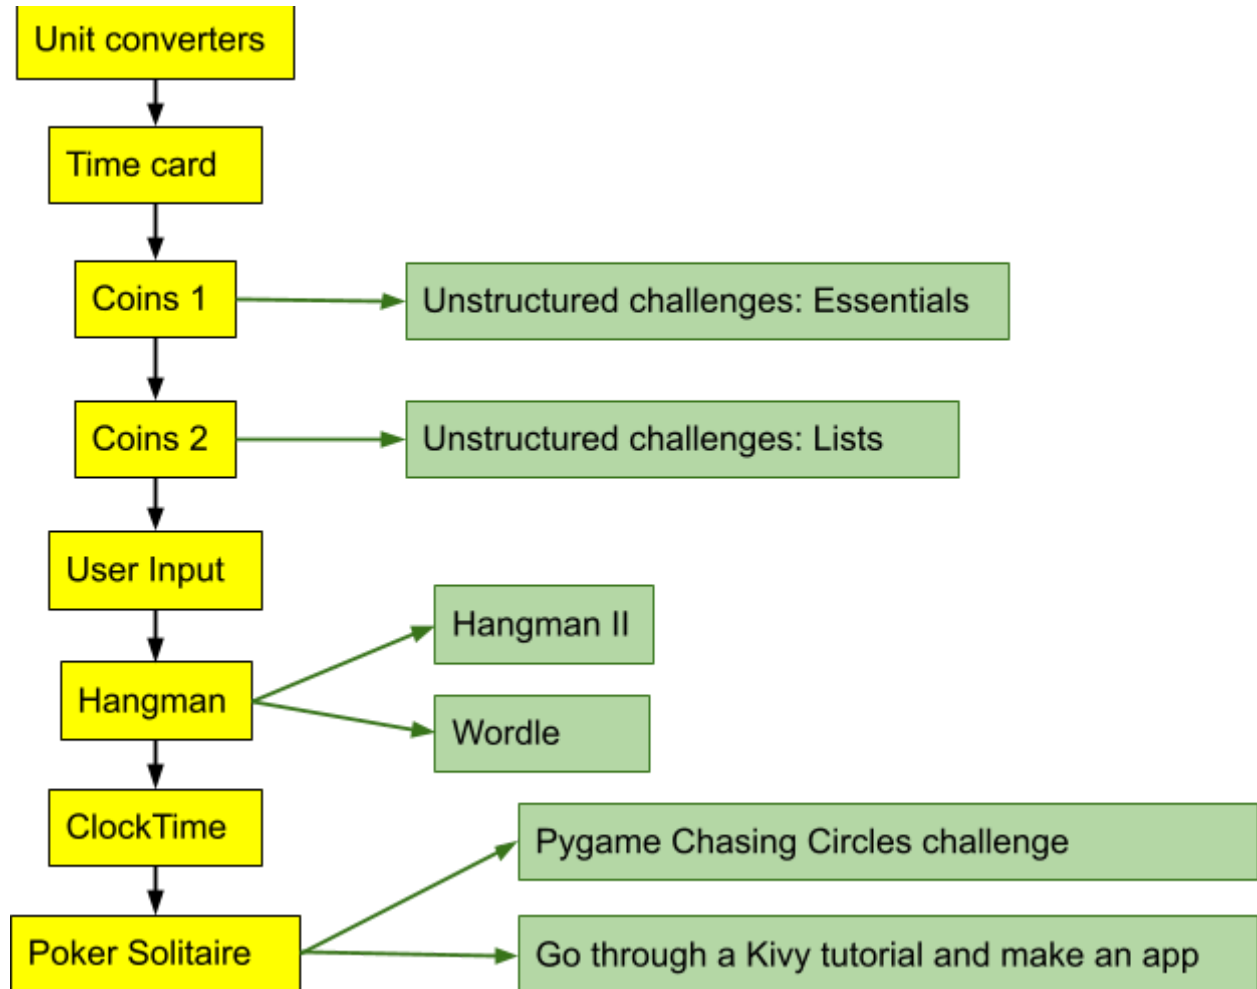 Unit converters
Time card
Coins 1
Unstructured challenges: Essentials
Coins 2
Unstructured challenges: Lists
User Input
Hangman II
Hangman
Wordle
ClockTime
Pygame Chasing Circles challenge
Poker Solitaire
Go through a Kivy tutorial and make an app